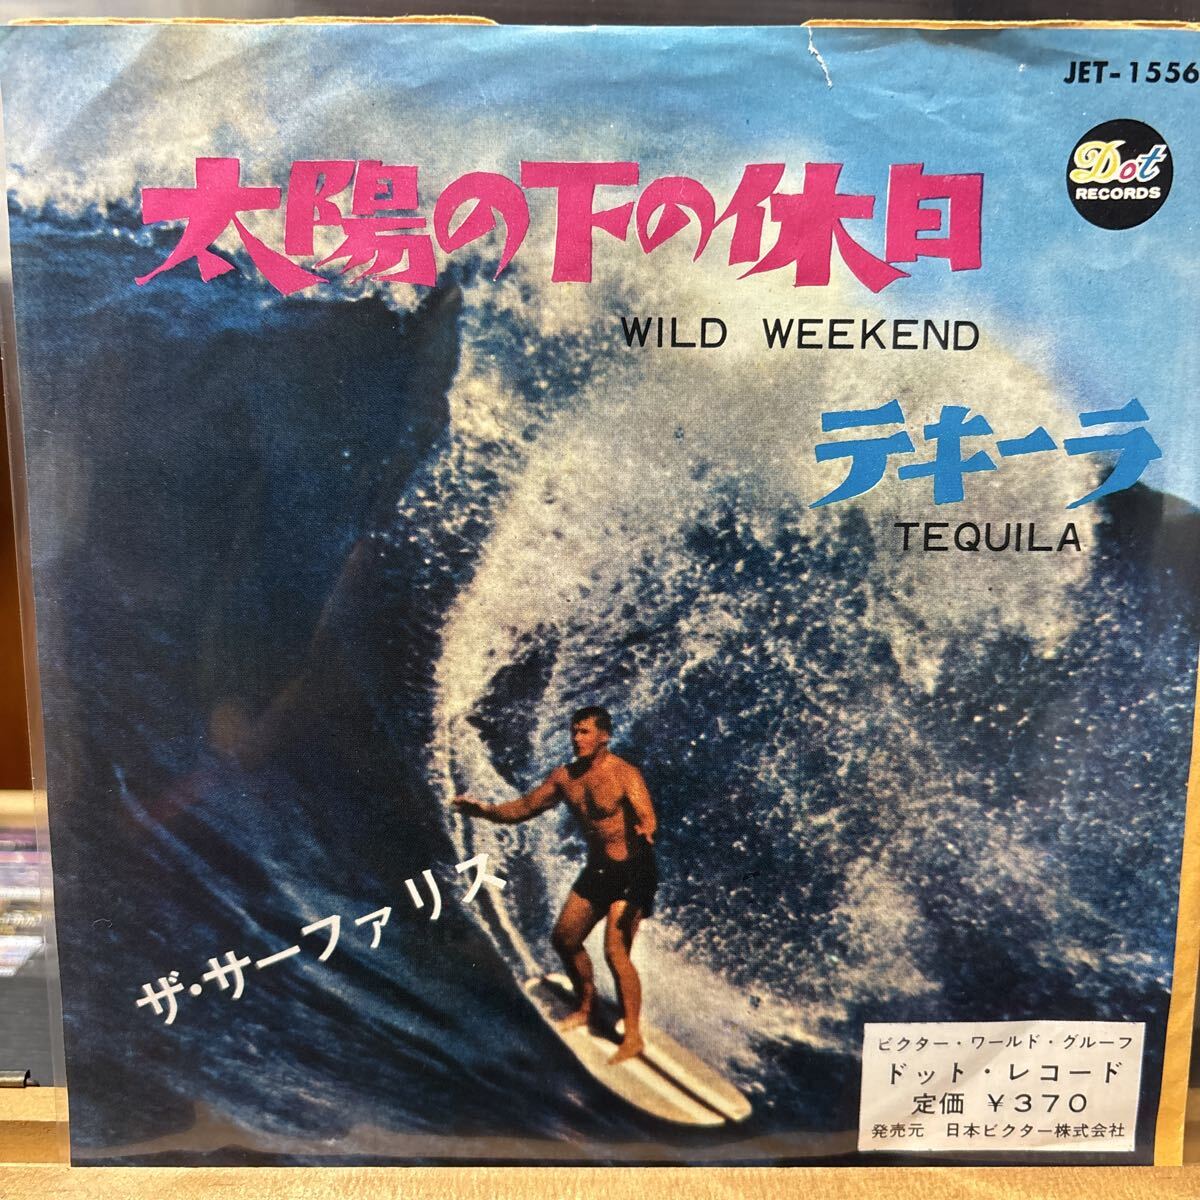 JET-1556
Dot
RECORDS
太陽の下の休日
WILD WEEKEND
テキーラ
TEQUILA
ザ・サーファリス
ビクター・ワールド・グループ
ドット・レコード
定価 ¥370
発売元 日本ビクター株式会社